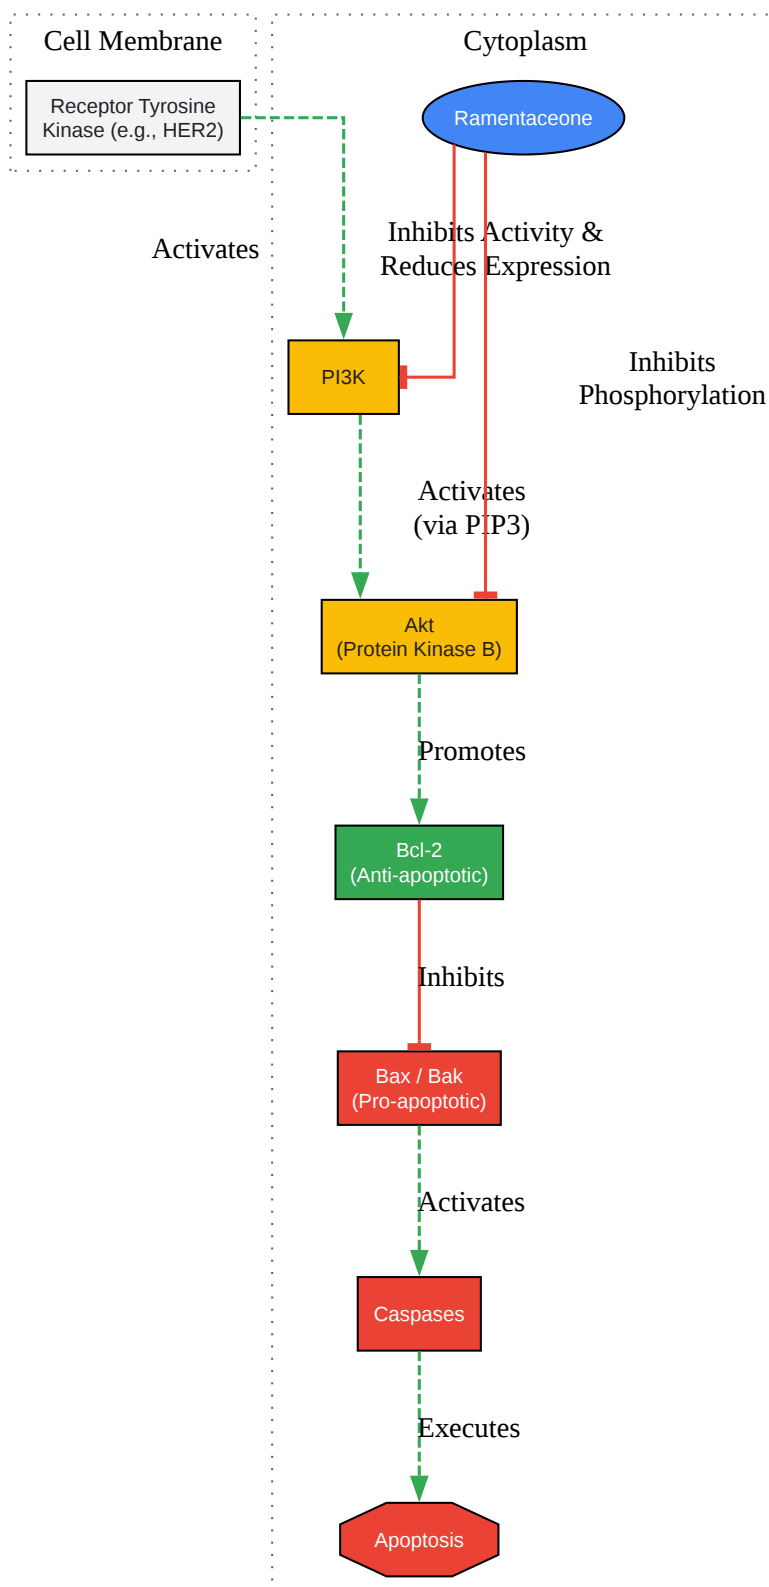 Cell Membrane
Cytoplasm
Receptor Tyrosine
Kinase (e.g., HER2)
Ramentaceone
Activates
Inhibits Activity &
Reduces Expression
Inhibits
Phosphorylation
PI3K
Activates
(via PIP3)
Akt
(Protein Kinase B)
Promotes
Bcl-2
(Anti-apoptotic)
Inhibits
Bax / Bak
(Pro-apoptotic)
Activates
Caspases
Executes
Apoptosis